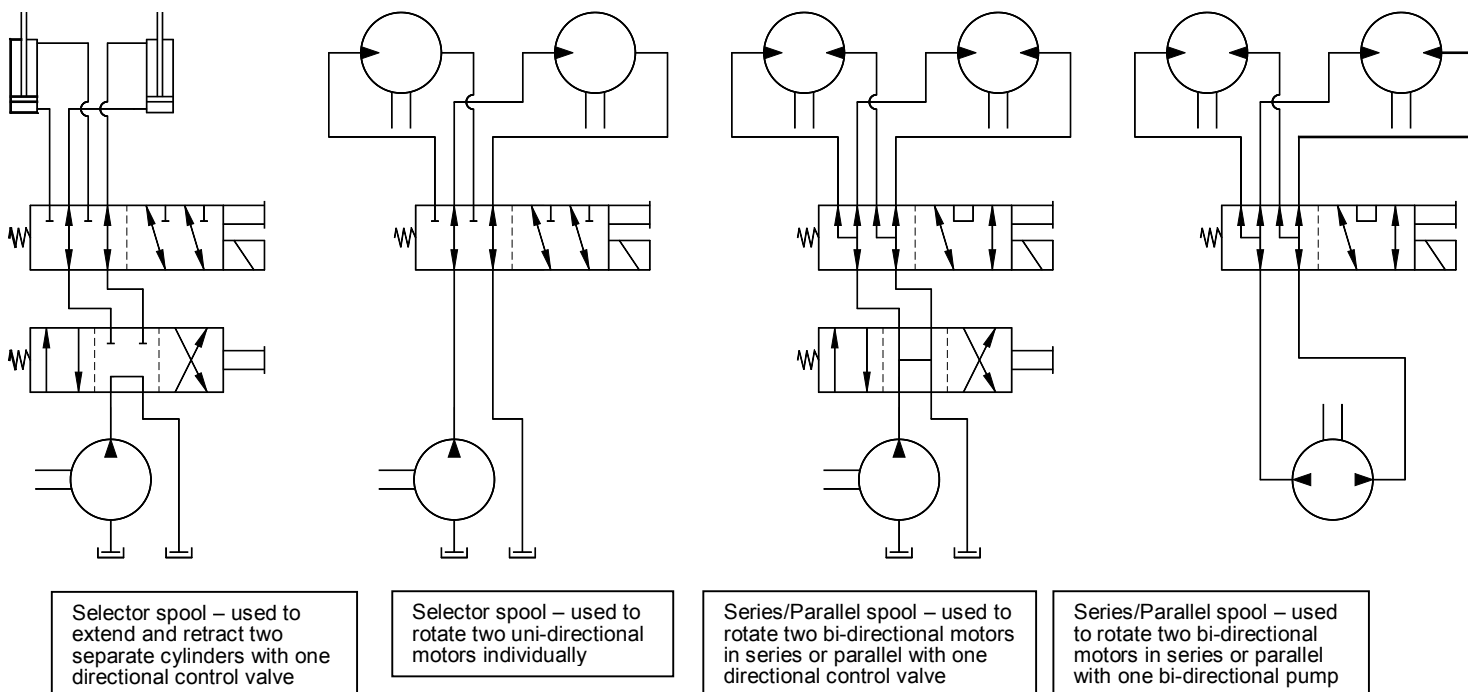 Selector spool – used to
extend and retract two
separate cylinders with one
directional control valve
Selector spool – used to
rotate two uni-directional
motors individually
Series/Parallel spool – used to
rotate two bi-directional motors
in series or parallel with one
directional control valve
Series/Parallel spool – used
to rotate two bi-directional
motors in series or parallel
with one bi-directional pump